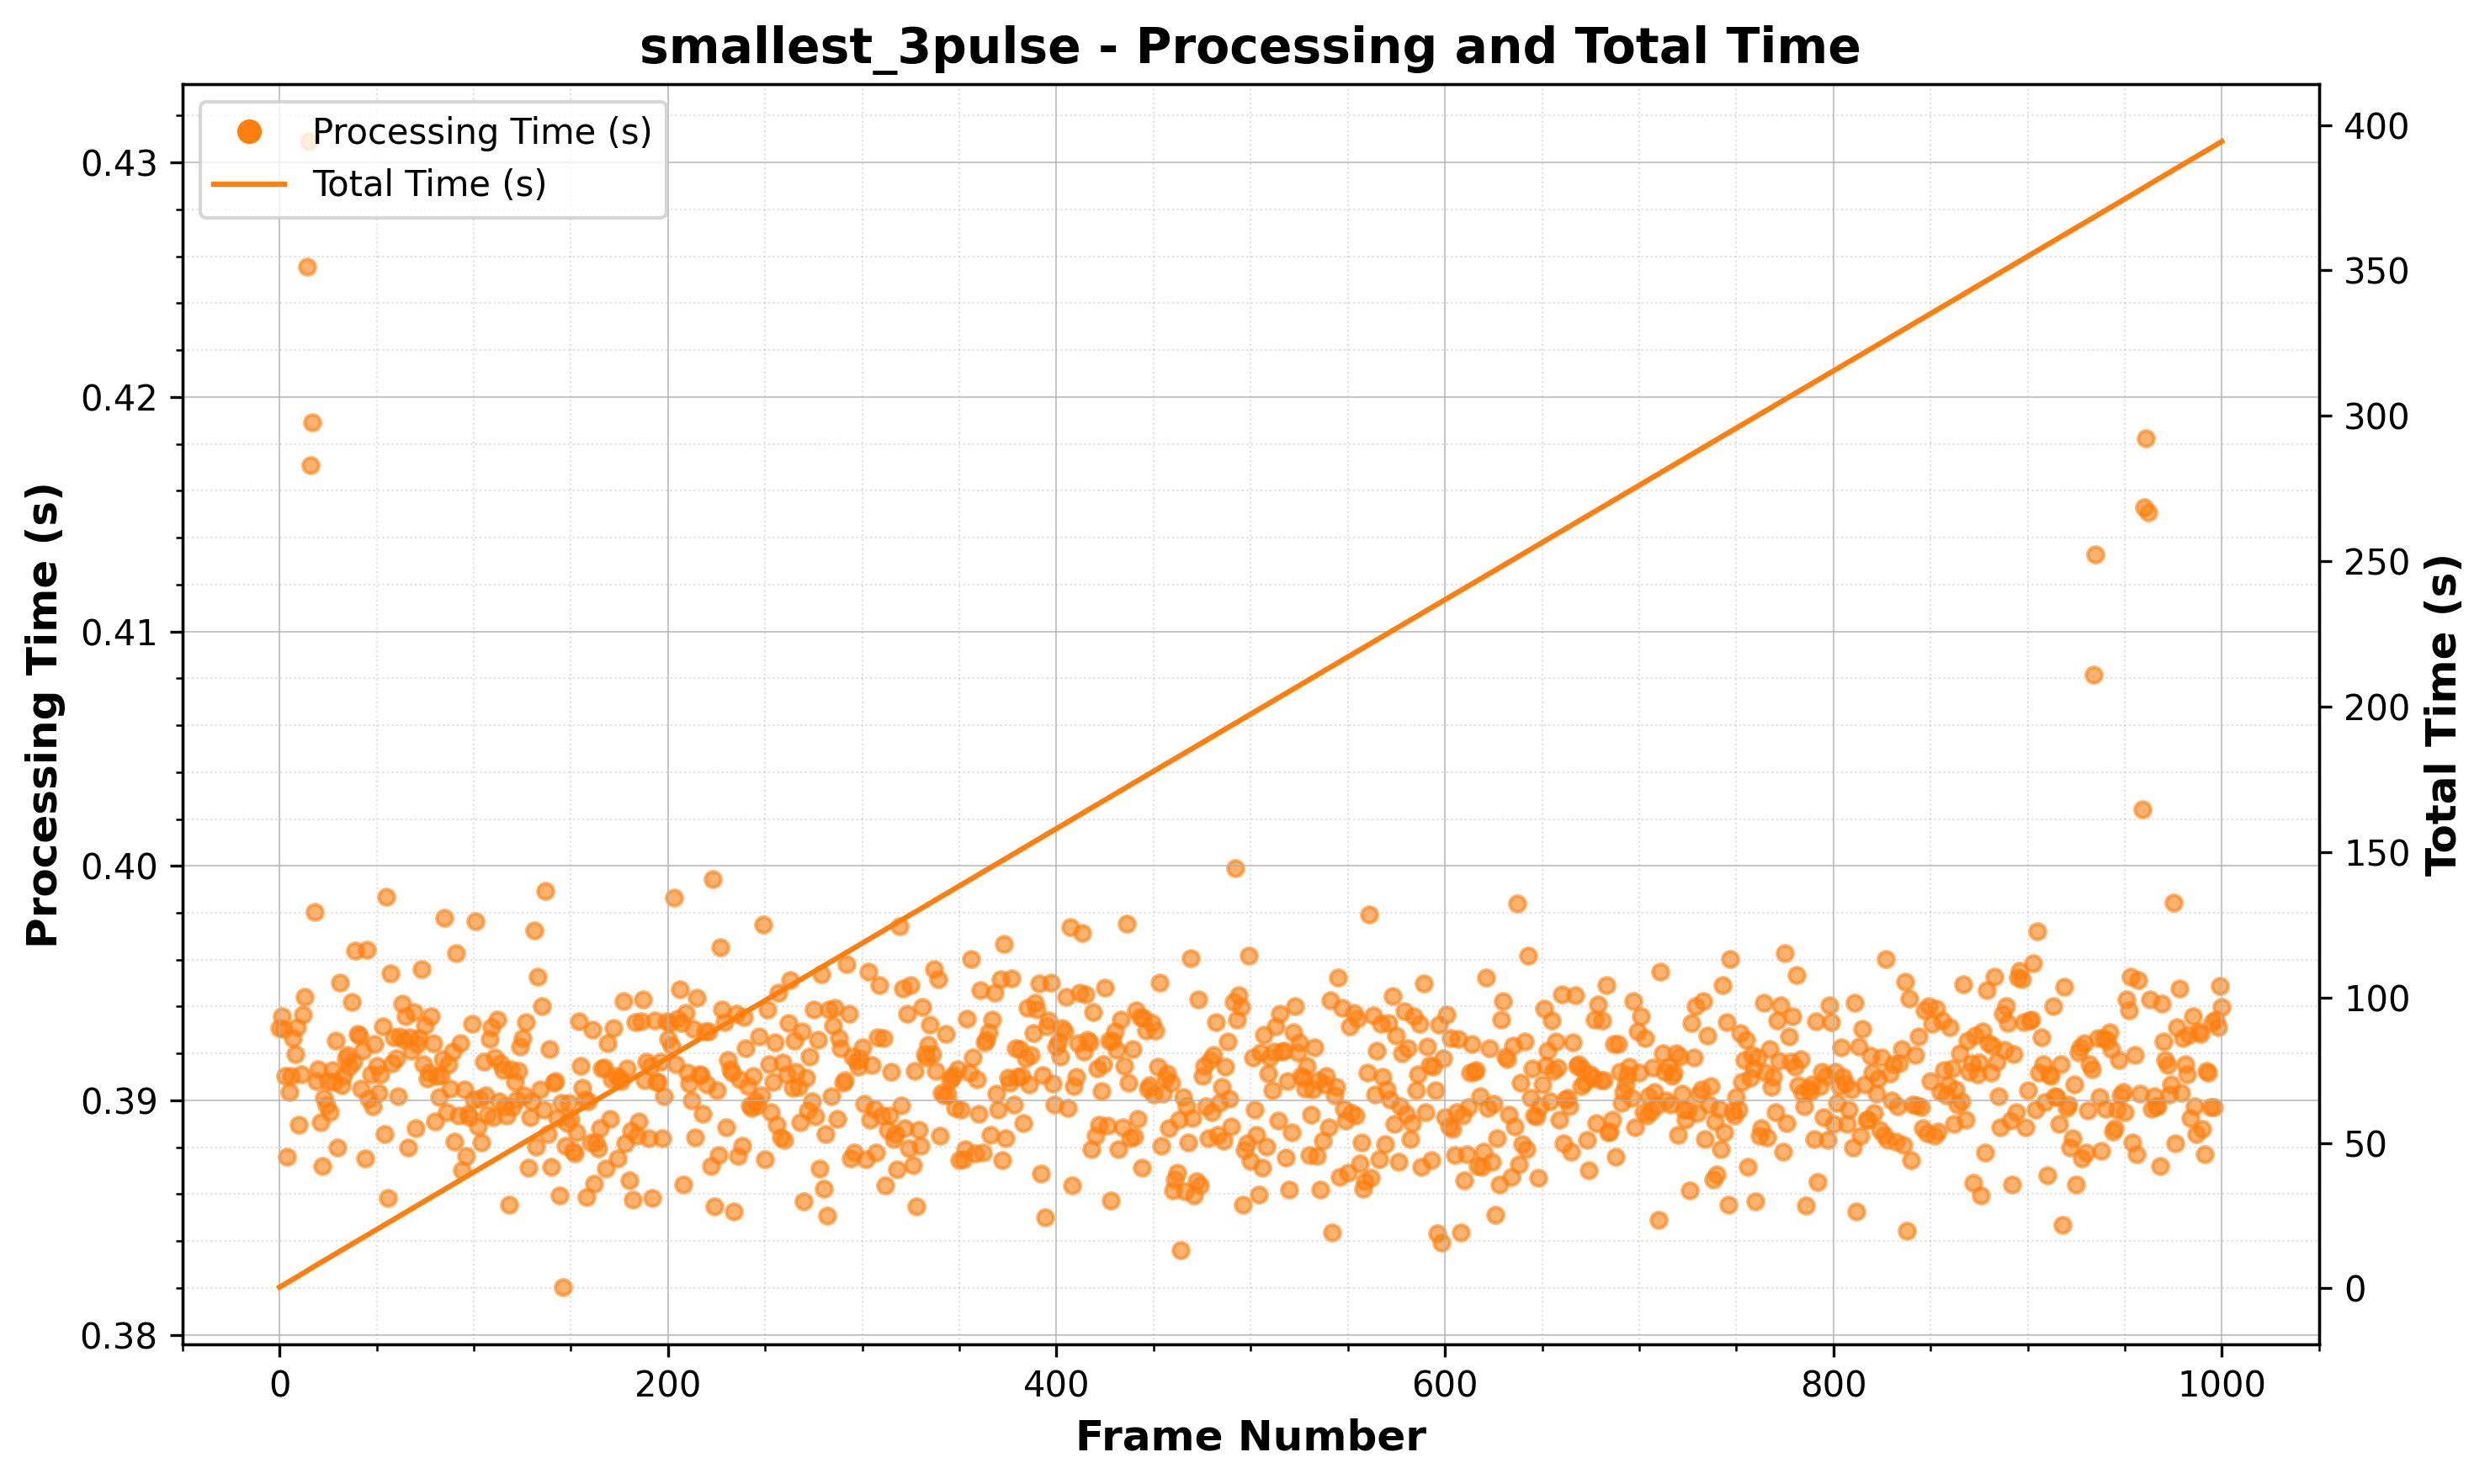 smallest_3pulse - Processing and Total Time
Processing Time (s)
Total Time (s)
0.43
0.42
0.41
0.40
0.39
0.38
Processing Time (s)
400
350
300
250
200
150
100
50
0
Total Time (s)
0 200 400 600 800 1000
Frame Number